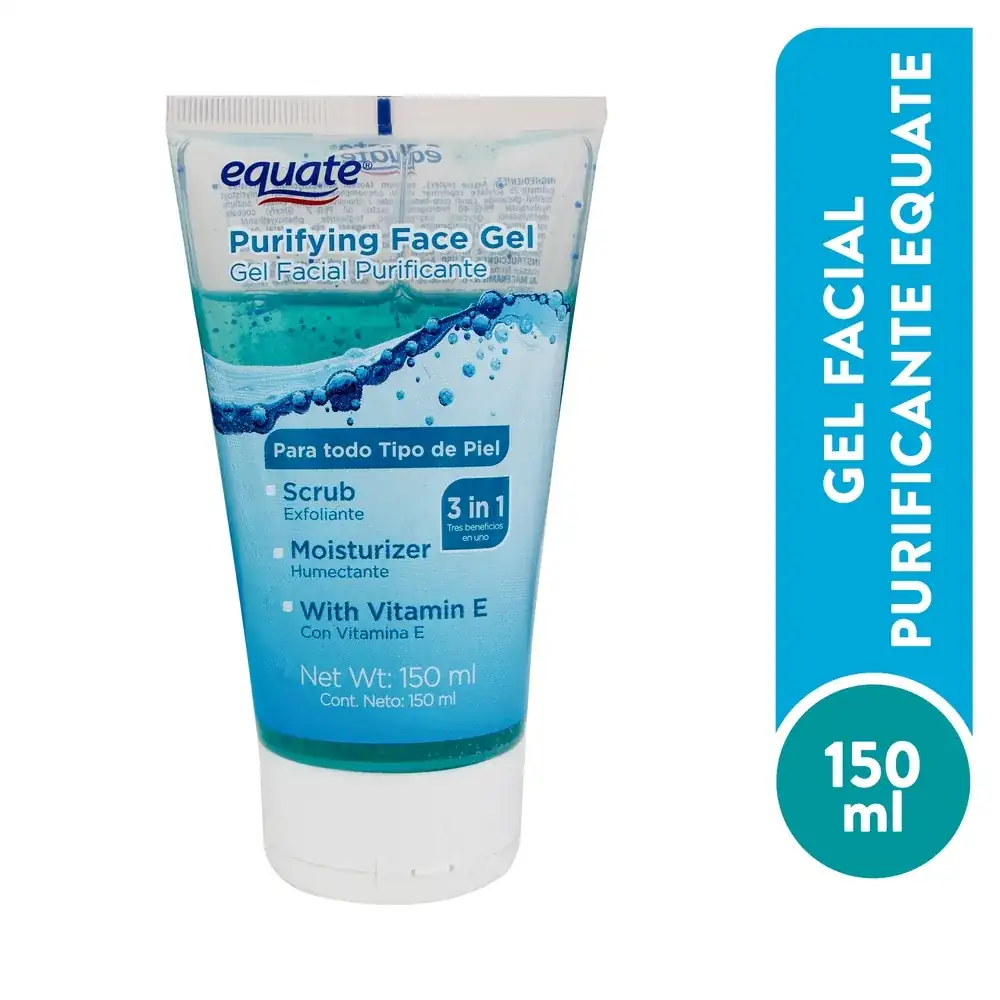 equate®
Purifying Face Gel
Gel Facial Purificante
Para todo Tipo de Piel
Scrub
Exfoliante
3 in 1
Tres beneficios
en uno
Moisturizer
Humectante
With Vitamin E
Con Vitamina E
Net Wt: 150 ml
Cont. Neto: 150 ml
GEL FACIAL
PURIFICANTE EQUATE
150
ml